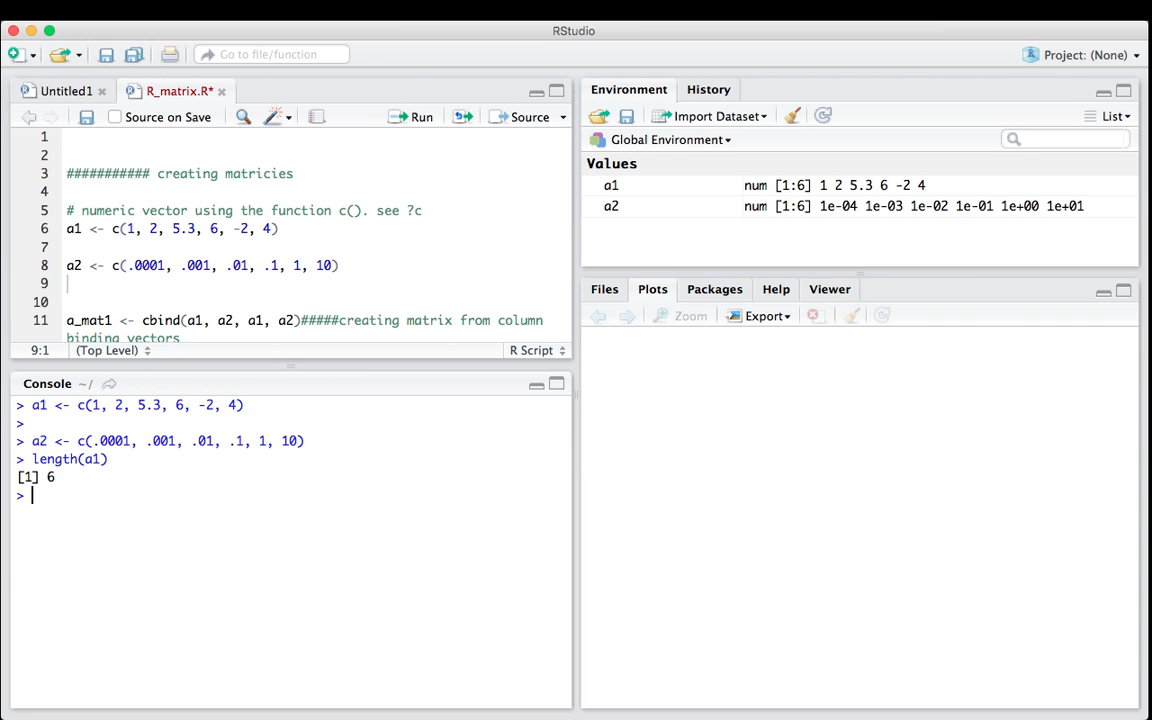 RStudio
Go to file/function
Project: (None)
Untitled1
R_matrix.R*
Source on Save
Run
Source
1
2
3 ########### creating matricies
4
5 # numeric vector using the function c(). see ?c
6 a1 <- c(1, 2, 5.3, 6, -2, 4)
7
8 a2 <- c(.0001, .001, .01, .1, 1, 10)
9
10
11 a_mat1 <- cbind(a1, a2, a1, a2)#####creating matrix from column
binding vectors
9:1 (Top Level) R Script
Console ~/
> a1 <- c(1, 2, 5.3, 6, -2, 4)
>
> a2 <- c(.0001, .001, .01, .1, 1, 10)
> length(a1)
[1] 6
>
Environment History
Import Dataset
List
Global Environment
Values
a1 num [1:6] 1 2 5.3 6 -2 4
a2 num [1:6] 1e-04 1e-03 1e-02 1e-01 1e+00 1e+01
Files Plots Packages Help Viewer
Zoom Export